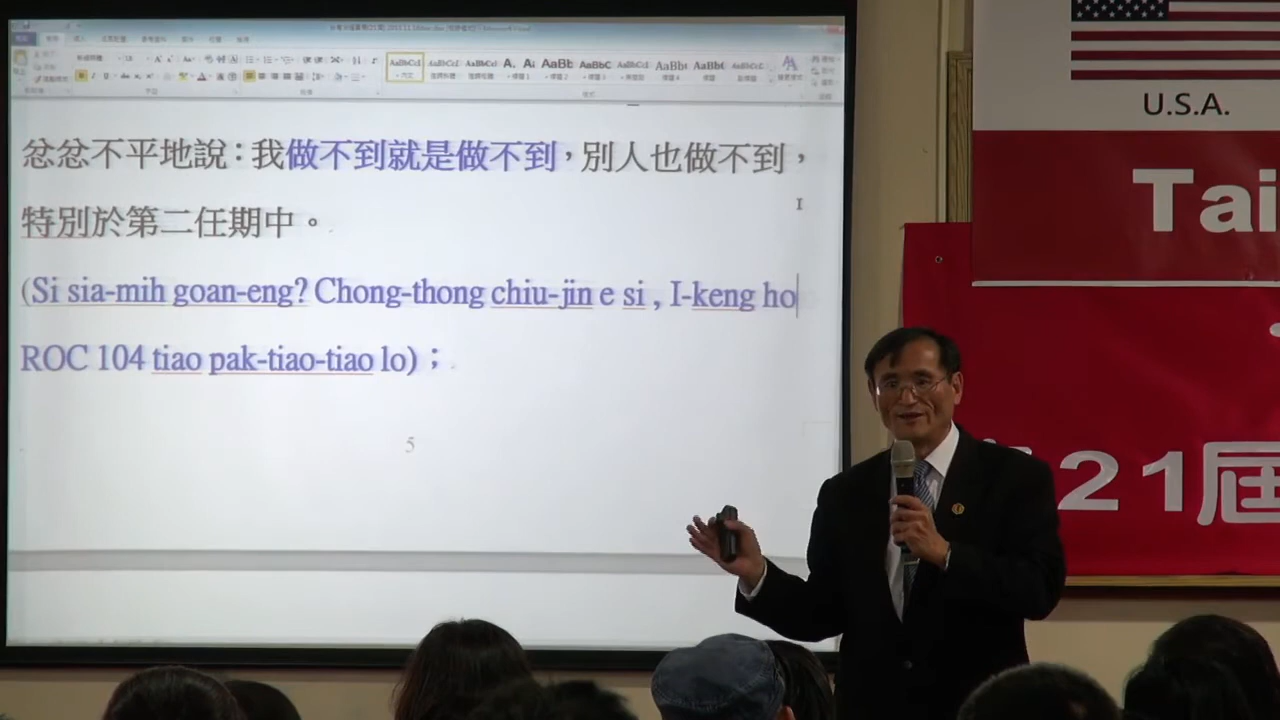 忿忿不平地說：我做不到就是做不到，別人也做不到，
特別於第二任期中。
(Si sia-mih goan-eng? Chong-thong chiu-jin e si , I-keng ho
ROC 104 tiao pak-tiao-tiao lo)；
5
U.S.A.
Tai
21屆